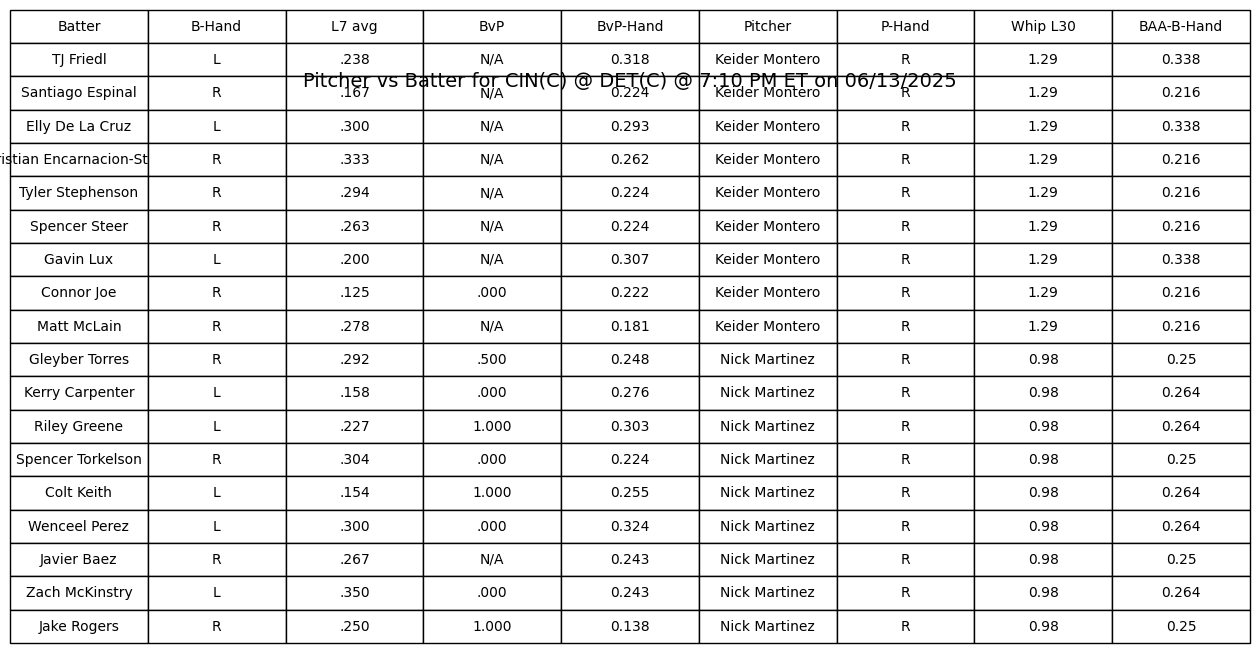 Batter B-Hand L7 avg BvP BvP-Hand Pitcher P-Hand Whip L30 BAA-B-Hand
TJ Friedl L .238 N/A 0.318 Keider Montero R 1.29 0.338
Pitcher vs Batter for CIN(C) @ DET(C) @ 7:10 PM ET on 06/13/2025
Santiago Espinal R .167 N/A 0.224 Keider Montero R 1.29 0.216
Elly De La Cruz L .300 N/A 0.293 Keider Montero R 1.29 0.338
ristian Encarnacion-St R .333 N/A 0.262 Keider Montero R 1.29 0.216
Tyler Stephenson R .294 N/A 0.224 Keider Montero R 1.29 0.216
Spencer Steer R .263 N/A 0.224 Keider Montero R 1.29 0.216
Gavin Lux L .200 N/A 0.307 Keider Montero R 1.29 0.338
Connor Joe R .125 .000 0.222 Keider Montero R 1.29 0.216
Matt McLain R .278 N/A 0.181 Keider Montero R 1.29 0.216
Gleyber Torres R .292 .500 0.248 Nick Martinez R 0.98 0.25
Kerry Carpenter L .158 .000 0.276 Nick Martinez R 0.98 0.264
Riley Greene L .227 1.000 0.303 Nick Martinez R 0.98 0.264
Spencer Torkelson R .304 .000 0.224 Nick Martinez R 0.98 0.25
Colt Keith L .154 1.000 0.255 Nick Martinez R 0.98 0.264
Wenceel Perez L .300 .000 0.324 Nick Martinez R 0.98 0.264
Javier Baez R .267 N/A 0.243 Nick Martinez R 0.98 0.25
Zach McKinstry L .350 .000 0.243 Nick Martinez R 0.98 0.264
Jake Rogers R .250 1.000 0.138 Nick Martinez R 0.98 0.25